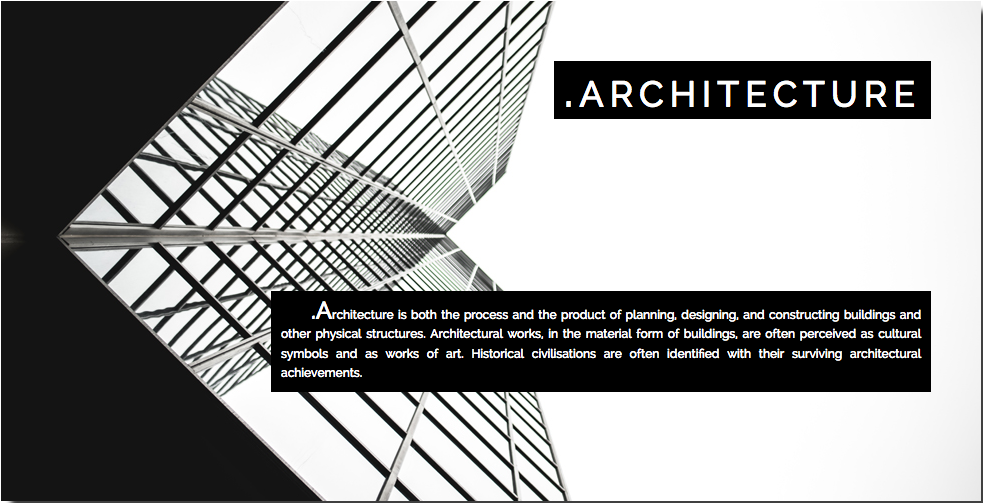 .ARCHITECTURE
.Architecture is both the process and the product of planning, designing, and constructing buildings and
other physical structures. Architectural works, in the material form of buildings, are often perceived as cultural
symbols and as works of art. Historical civilisations are often identified with their surviving architectural
achievements.